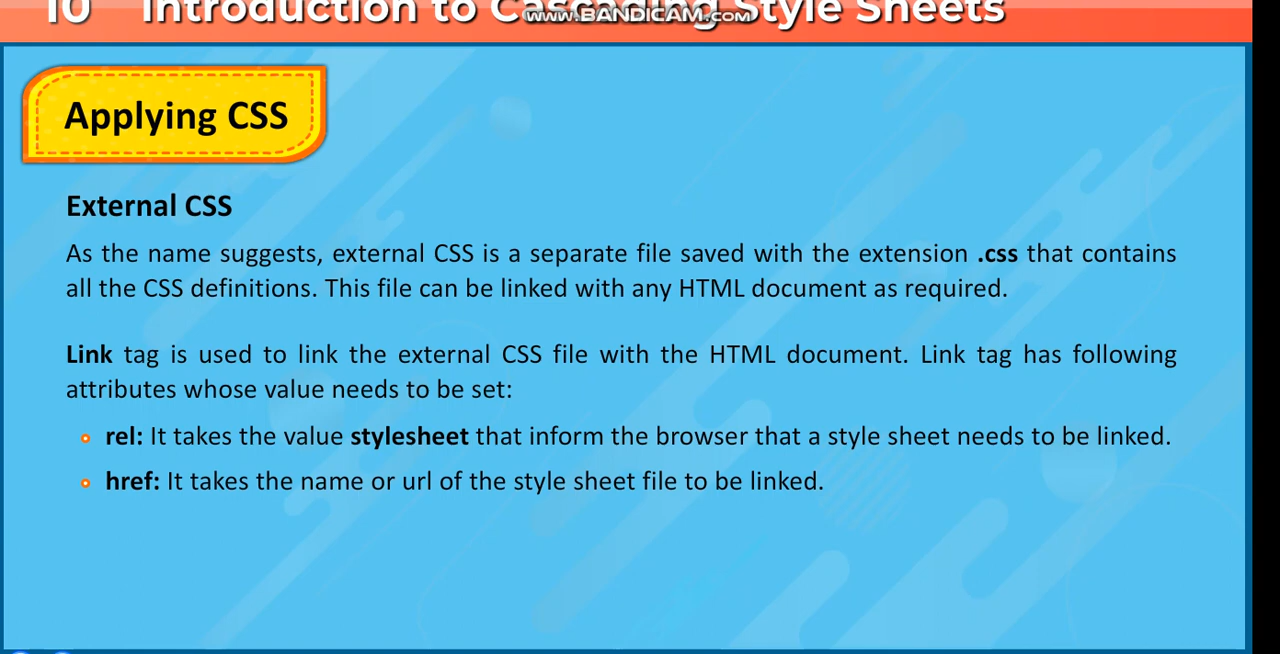 10 Introduction to Cascading Style Sheets
www.BANDICAM.com
Applying CSS
External CSS
As the name suggests, external CSS is a separate file saved with the extension .css that contains
all the CSS definitions. This file can be linked with any HTML document as required.
Link tag is used to link the external CSS file with the HTML document. Link tag has following
attributes whose value needs to be set:
rel: It takes the value stylesheet that inform the browser that a style sheet needs to be linked.
href: It takes the name or url of the style sheet file to be linked.